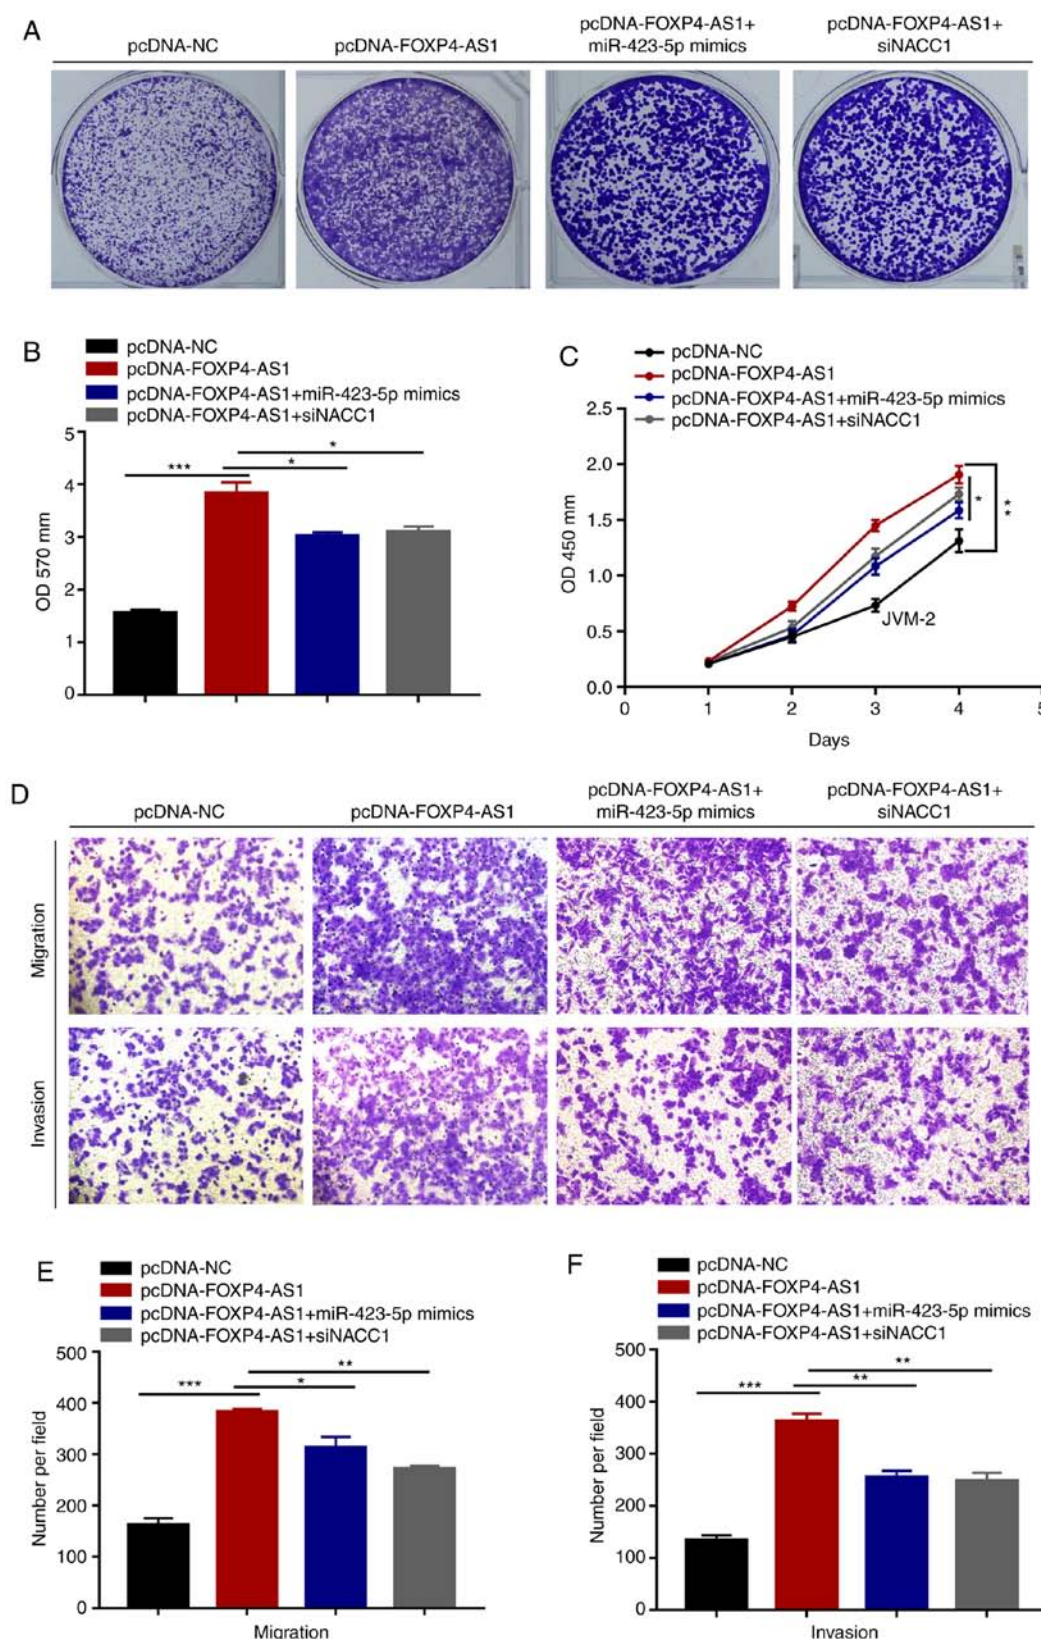 A
pcDNA-NC
pcDNA-FOXP4-AS1
pcDNA-FOXP4-AS1+
miR-423-5p mimics
pcDNA-FOXP4-AS1+
siNACC1
B
pcDNA-NC
pcDNA-FOXP4-AS1
pcDNA-FOXP4-AS1+miR-423-5p mimics
pcDNA-FOXP4-AS1+siNACC1
OD 570 mm
5
4
3
2
1
0
***
*
*
C
pcDNA-NC
pcDNA-FOXP4-AS1
pcDNA-FOXP4-AS1+miR-423-5p mimics
pcDNA-FOXP4-AS1+siNACC1
OD 450 mm
2.5
2.0
1.5
1.0
0.5
0.0
*
**
JVM-2
0 1 2 3 4 5
Days
D
pcDNA-NC
pcDNA-FOXP4-AS1
pcDNA-FOXP4-AS1+
miR-423-5p mimics
pcDNA-FOXP4-AS1+
siNACC1
Migration
Invasion
E
pcDNA-NC
pcDNA-FOXP4-AS1
pcDNA-FOXP4-AS1+miR-423-5p mimics
pcDNA-FOXP4-AS1+siNACC1
Number per field
500
400
300
200
100
0
***
*
**
Migration
F
pcDNA-NC
pcDNA-FOXP4-AS1
pcDNA-FOXP4-AS1+miR-423-5p mimics
pcDNA-FOXP4-AS1+siNACC1
Number per field
500
400
300
200
100
0
***
**
**
Invasion